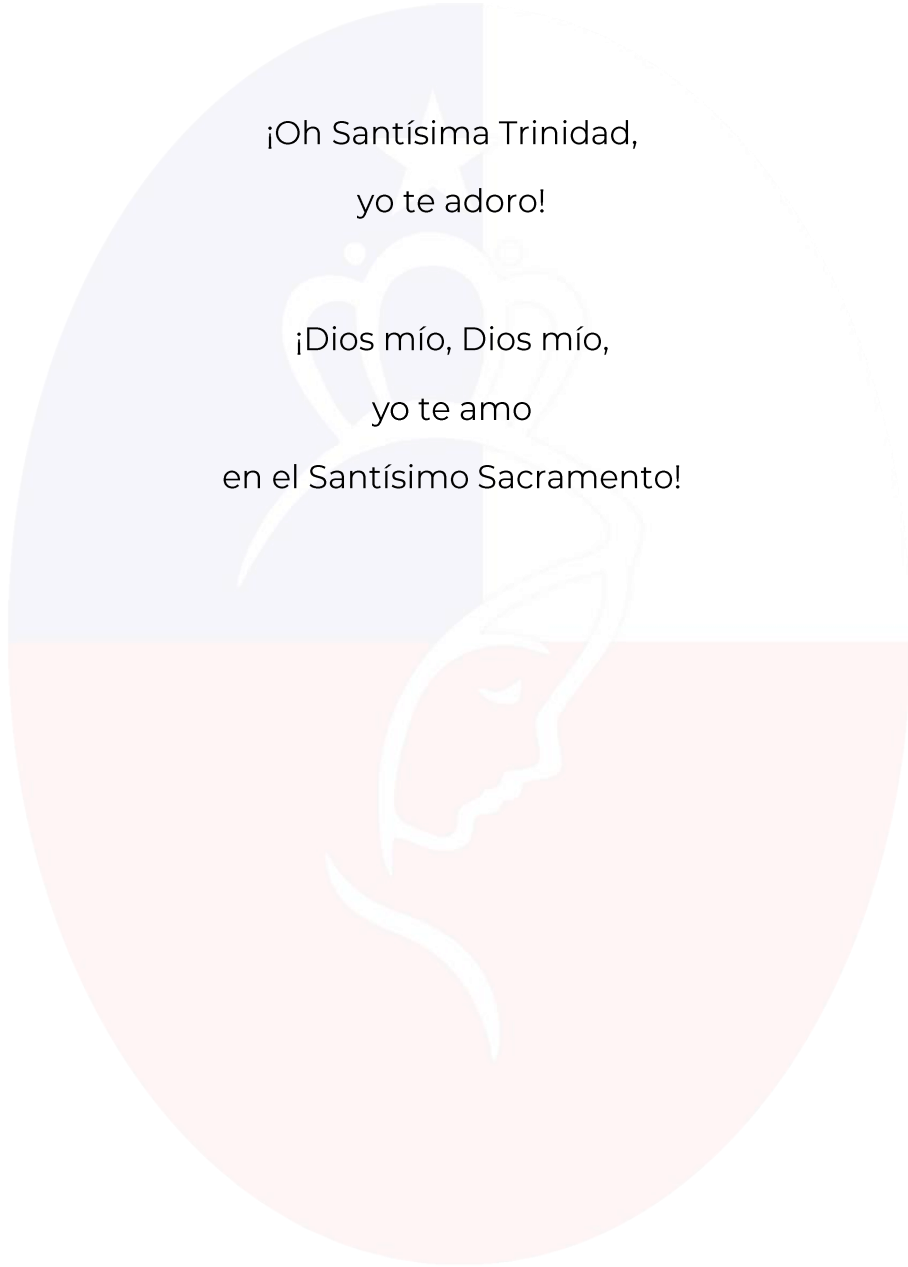 ¡Oh Santísima Trinidad,
yo te adoro!
¡Dios mío, Dios mío,
yo te amo
en el Santísimo Sacramento!